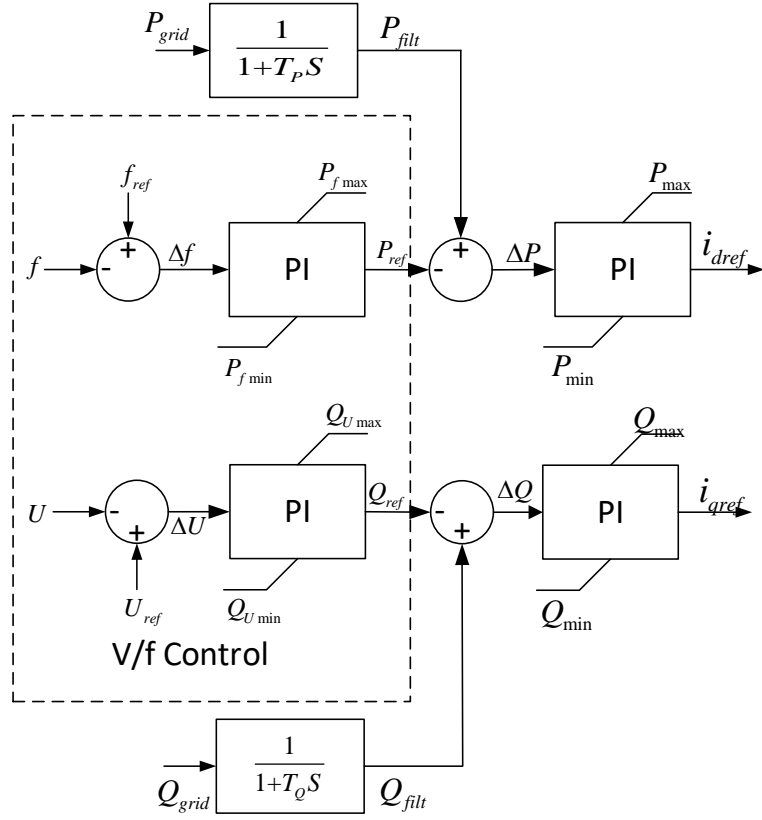 P_grid
1
1+T_P S
P_filt
f_ref
P_f max
P_max
f
-
+
Δf
PI
P_ref
-
+
ΔP
PI
i_dref
P_f min
P_min
Q_U max
Q_max
U
-
+
ΔU
PI
Q_ref
-
+
ΔQ
PI
i_qref
U_ref
Q_U min
Q_min
V/f Control
Q_grid
1
1+T_Q S
Q_filt